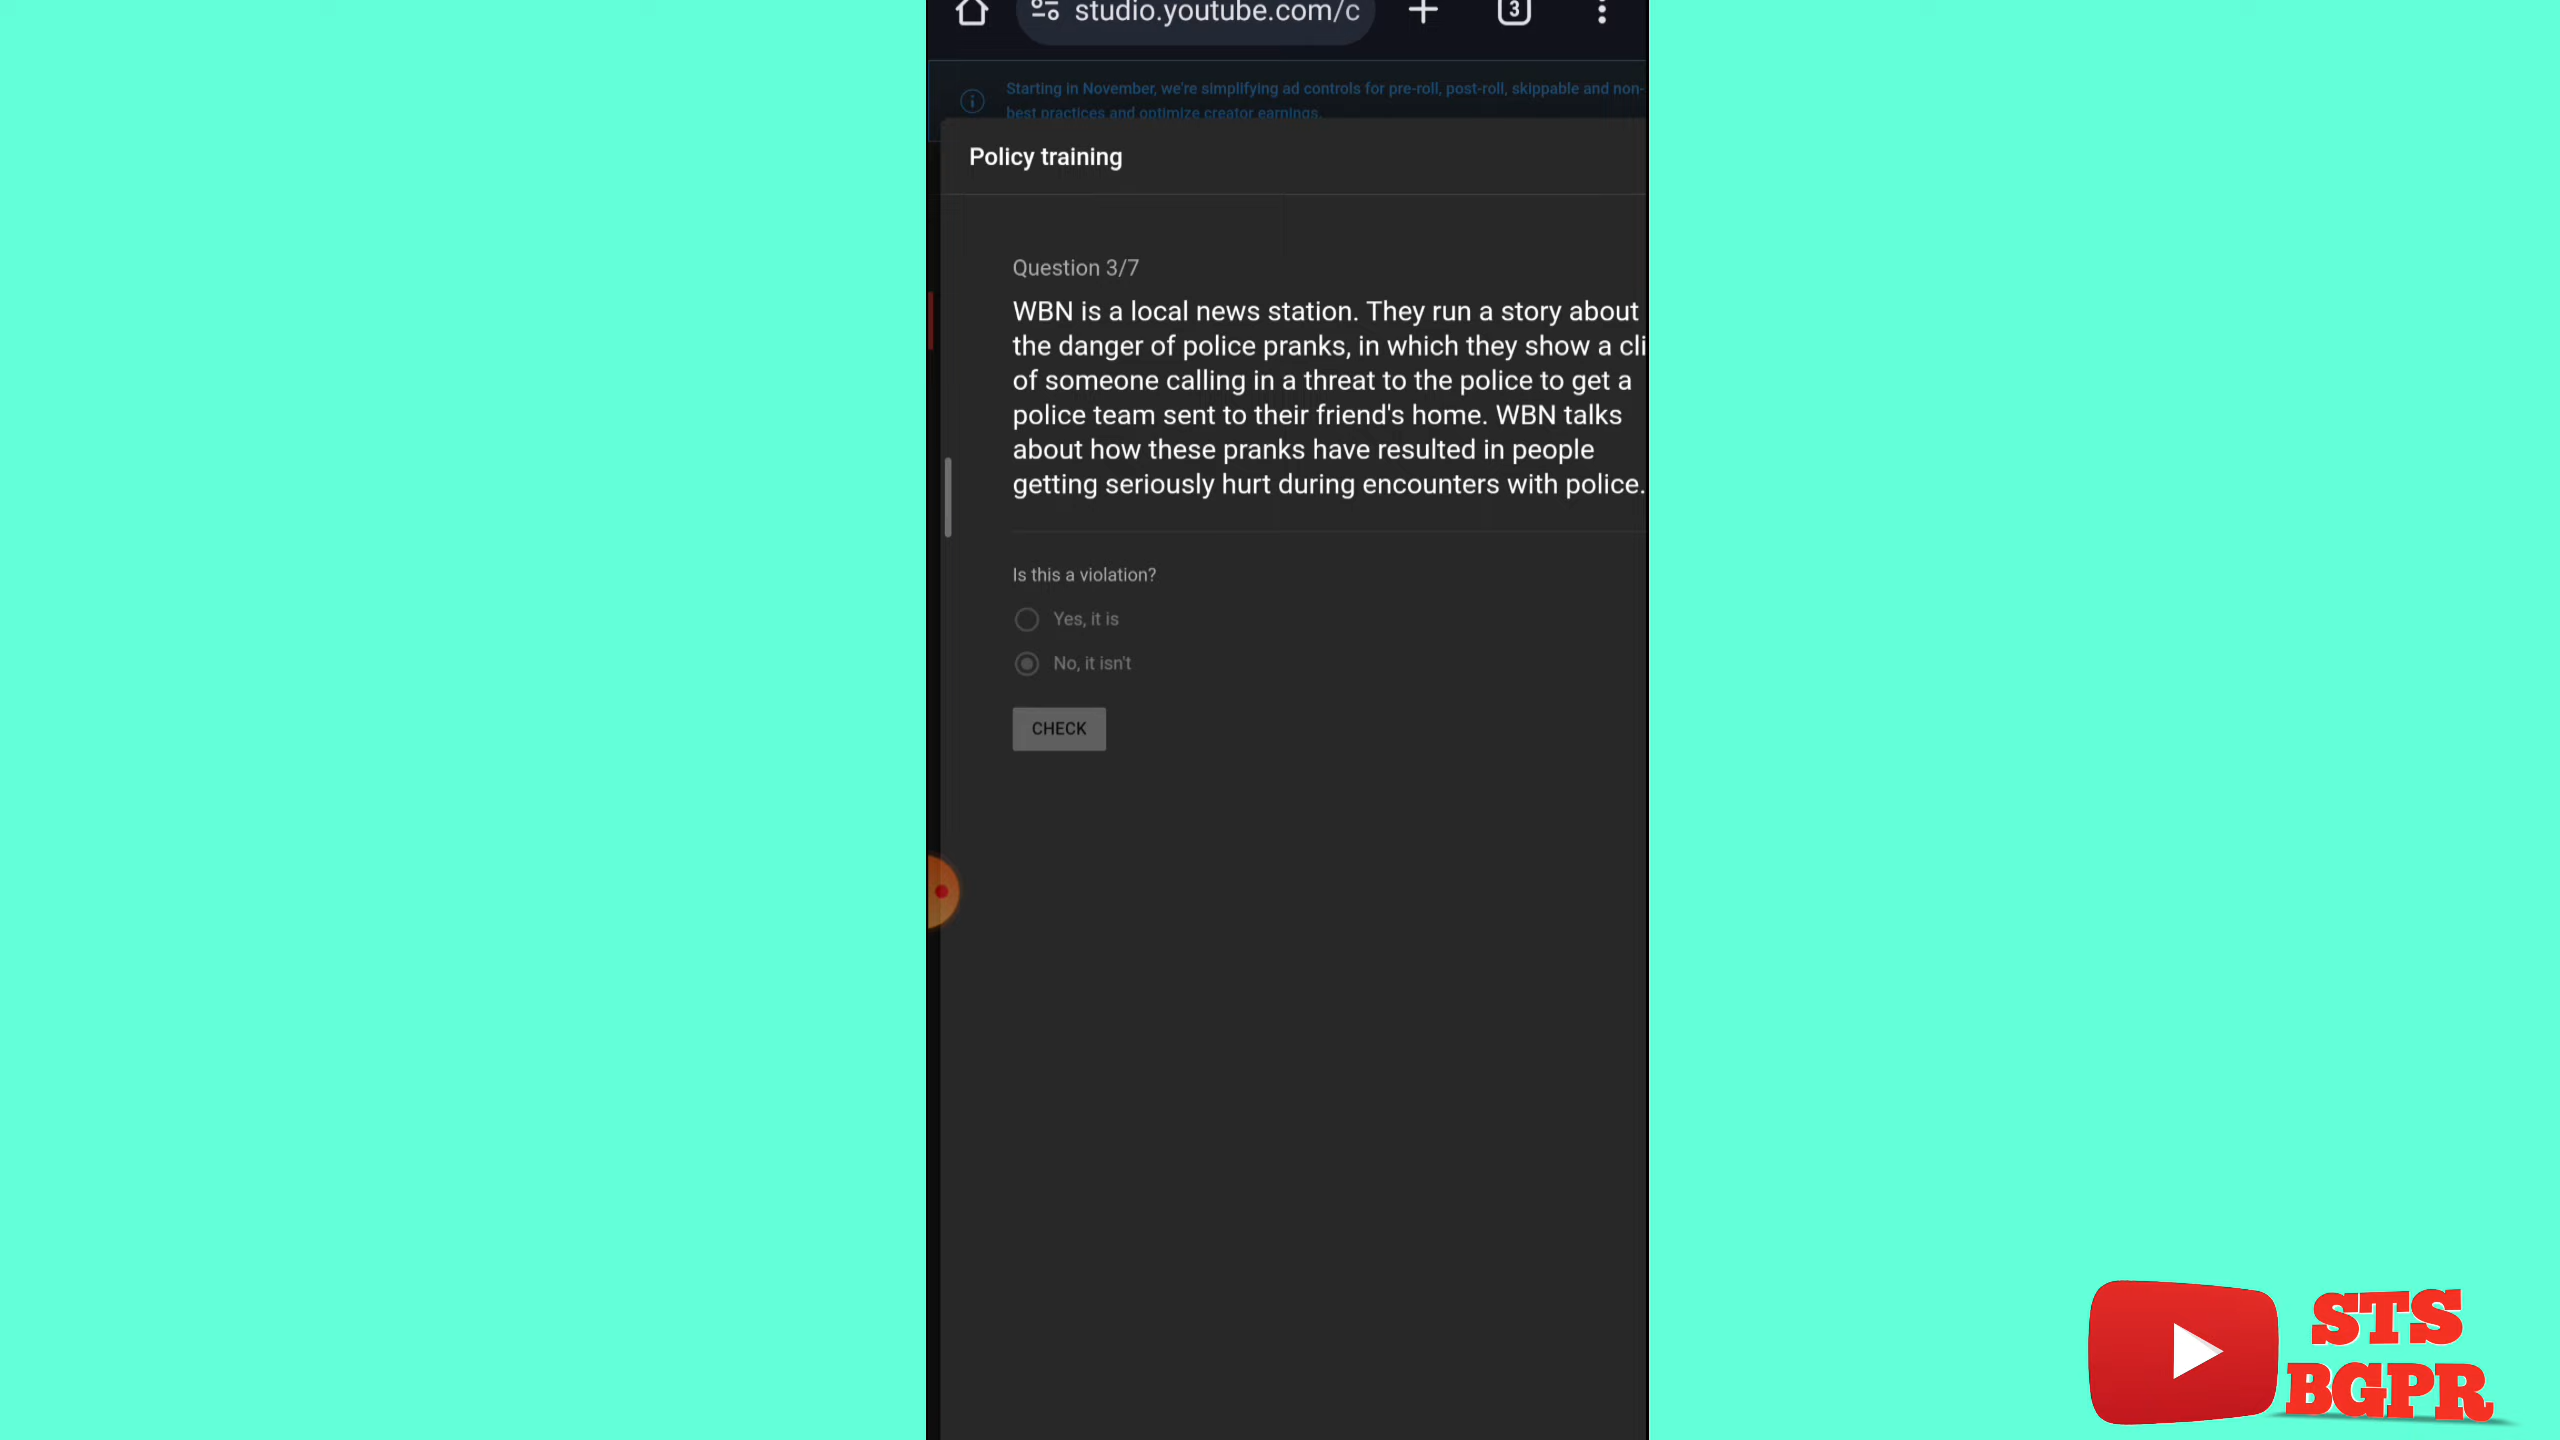 studio.youtube.com/c
3
Starting in November, we're simplifying ad controls for pre-roll, post-roll, skippable and non-
best practices and optimize creator earnings.
Policy training
Question 3/7
WBN is a local news station. They run a story about
the danger of police pranks, in which they show a cli
of someone calling in a threat to the police to get a
police team sent to their friend's home. WBN talks
about how these pranks have resulted in people
getting seriously hurt during encounters with police.
Is this a violation?
Yes, it is
No, it isn't
CHECK
STS
BGPR